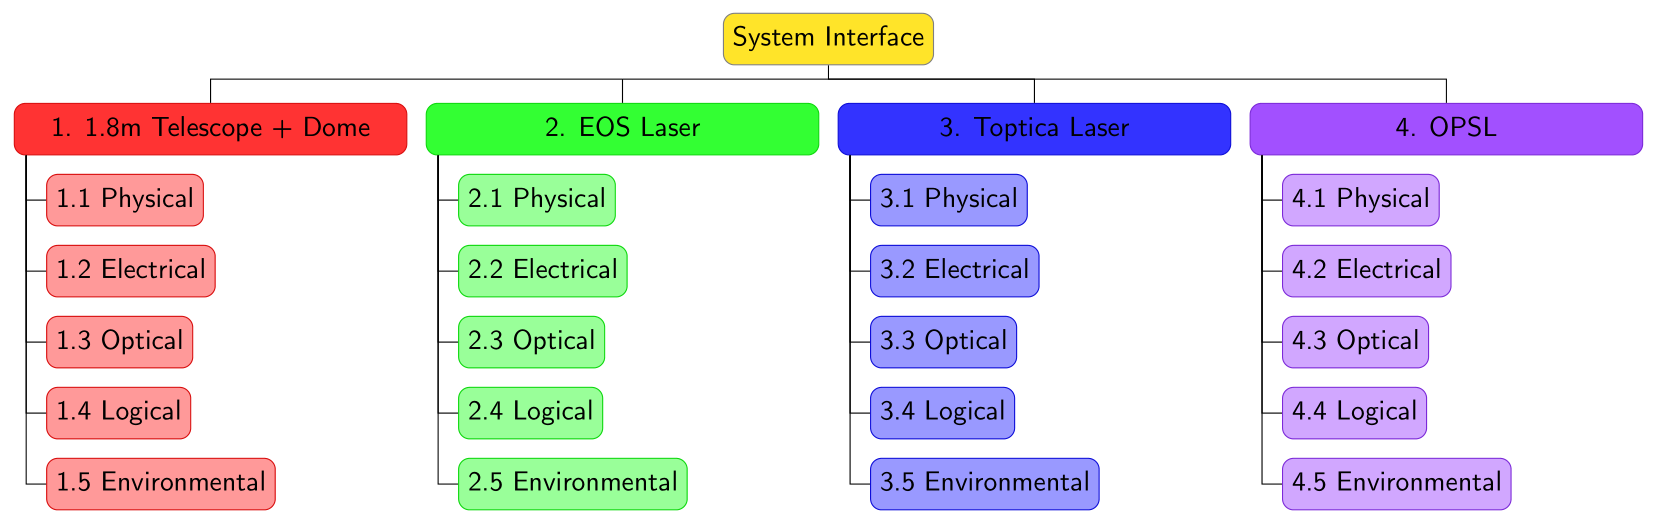 System Interface
1. 1.8m Telescope + Dome
2. EOS Laser
3. Toptica Laser
4. OPSL
1.1 Physical
1.2 Electrical
1.3 Optical
1.4 Logical
1.5 Environmental
2.1 Physical
2.2 Electrical
2.3 Optical
2.4 Logical
2.5 Environmental
3.1 Physical
3.2 Electrical
3.3 Optical
3.4 Logical
3.5 Environmental
4.1 Physical
4.2 Electrical
4.3 Optical
4.4 Logical
4.5 Environmental